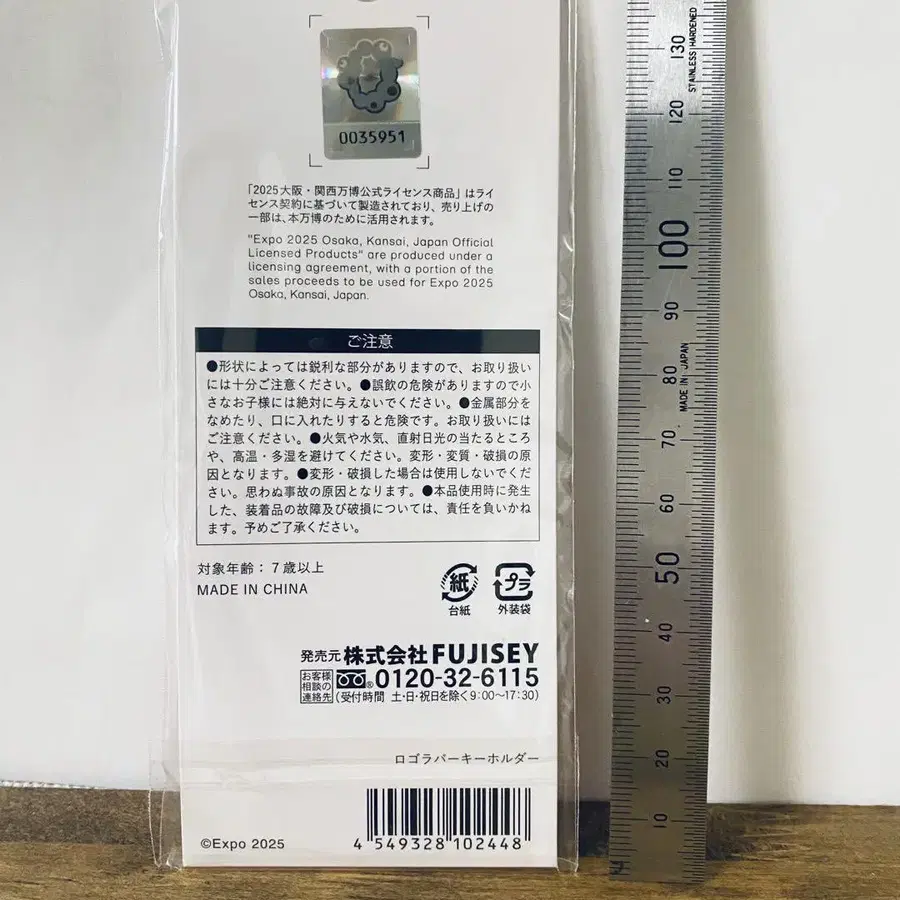 0035951
「2025大阪・関西万博公式ライセンス商品」はライ
センス契約に基づいて製造されており、売り上げの
一部は、本万博のために活用されます。
"Expo 2025 Osaka, Kansai, Japan Official
Licensed Products" are produced under a
licensing agreement, with a portion of the
sales proceeds to be used for Expo 2025
Osaka, Kansai, Japan.
ご注意
●形状によっては鋭利な部分がありますので、お取り扱い
には十分ご注意ください。●誤飲の危険がありますので小
さなお子様には絶対に与えないでください。●金属部分を
なめたり、口に入れたりすると危険です。お取り扱いには
ご注意ください。●火気や水気、直射日光の当たるところ
や、高温・多湿を避けてください。変形・変質・破損の原
因となります。●変形・破損した場合は使用しないでくだ
さい。思わぬ事故の原因となります。●本品使用時に発生
した、装着品の故障及び破損については、責任を負いかね
ます。予めご了承ください。
対象年齢：7歳以上
MADE IN CHINA
紙
台紙
プラ
外装袋
発売元 株式会社FUJISEY
お客様
相談の
連絡先
0120-32-6115
(受付時間 土・日・祝日を除く9:00〜17:30)
ロゴラバーキーホルダー
©Expo 2025
4 549328 102448
130
STAINLESS HARDENED
120
110
100
90
80
MADE IN JAPAN
70
60
50
40
30
20
10